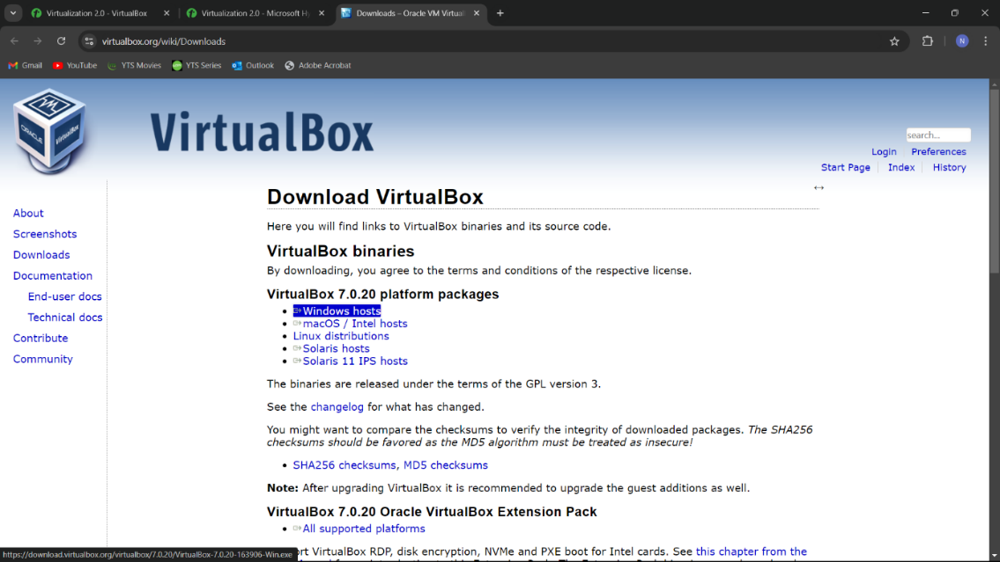 Virtualization 2.0 - VirtualBox
Virtualization 2.0 - Microsoft Hy
Downloads – Oracle VM Virtual
virtualbox.org/wiki/Downloads
N
Gmail
YouTube
YTS Movies
YTS Series
Outlook
Adobe Acrobat
ORACLE
VirtualBox
VirtualBox
search...
Login
Preferences
Start Page
Index
History
About
Screenshots
Downloads
Documentation
End-user docs
Technical docs
Contribute
Community
Download VirtualBox
Here you will find links to VirtualBox binaries and its source code.
VirtualBox binaries
By downloading, you agree to the terms and conditions of the respective license.
VirtualBox 7.0.20 platform packages
• Windows hosts
• macOS / Intel hosts
• Linux distributions
• Solaris hosts
• Solaris 11 IPS hosts
The binaries are released under the terms of the GPL version 3.
See the changelog for what has changed.
You might want to compare the checksums to verify the integrity of downloaded packages. The SHA256
checksums should be favored as the MD5 algorithm must be treated as insecure!
• SHA256 checksums, MD5 checksums
Note: After upgrading VirtualBox it is recommended to upgrade the guest additions as well.
VirtualBox 7.0.20 Oracle VirtualBox Extension Pack
• All supported platforms
ort VirtualBox RDP, disk encryption, NVMe and PXE boot for Intel cards. See this chapter from the
https://download.virtualbox.org/virtualbox/7.0.20/VirtualBox-7.0.20-163906-Win.exe